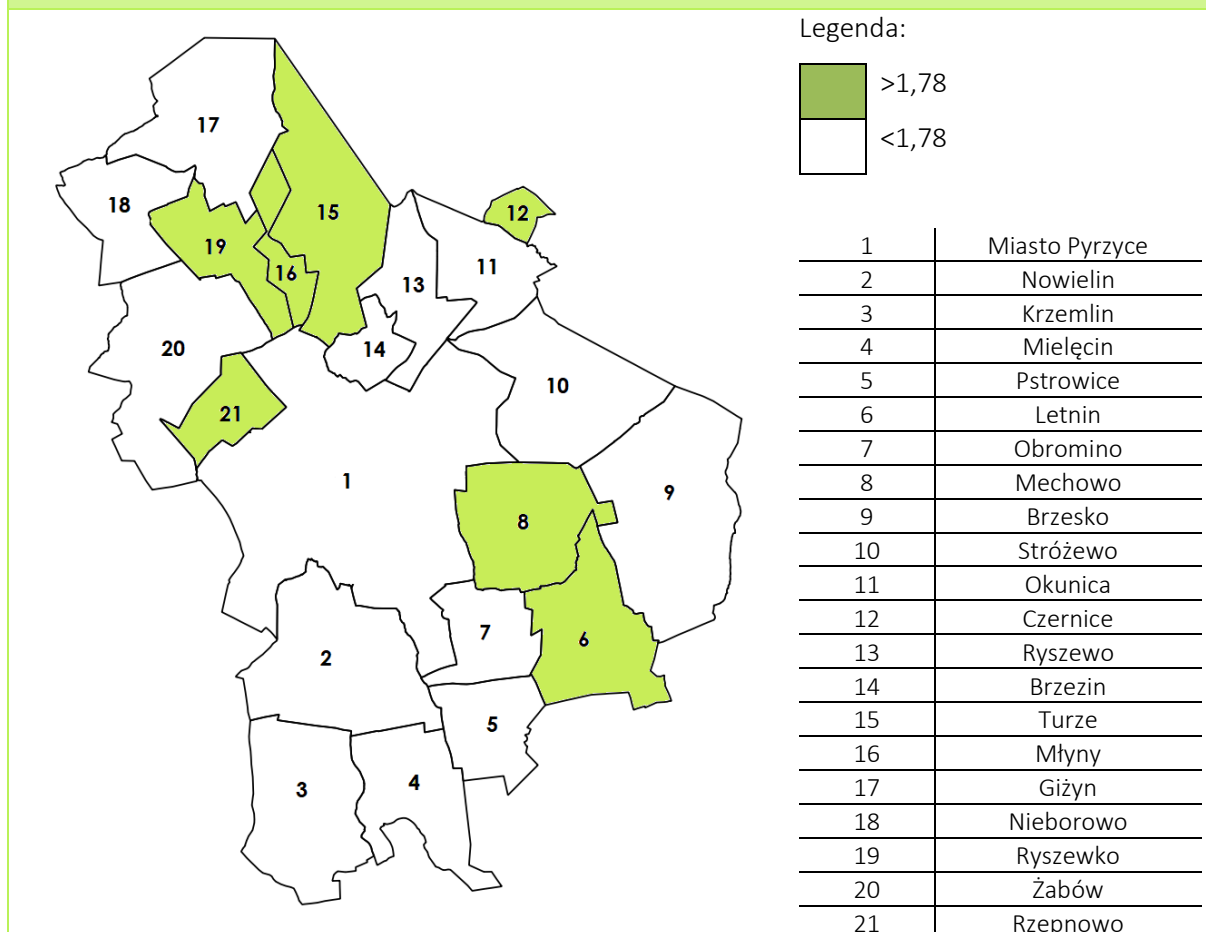 Legenda:
>1,78
<1,78
17
18
15
12
19
16
11
13
20
14
10
21
1
9
8
7
6
2
5
3
4
1 Miasto Pyrzyce
2 Nowielin
3 Krzemlin
4 Mielęcin
5 Pstrowice
6 Letnin
7 Obromino
8 Mechowo
9 Brzesko
10 Stróżewo
11 Okunica
12 Czernice
13 Ryszewo
14 Brzezin
15 Turze
16 Młyny
17 Giżyn
18 Nieborowo
19 Ryszewko
20 Żabów
21 Rzepnowo